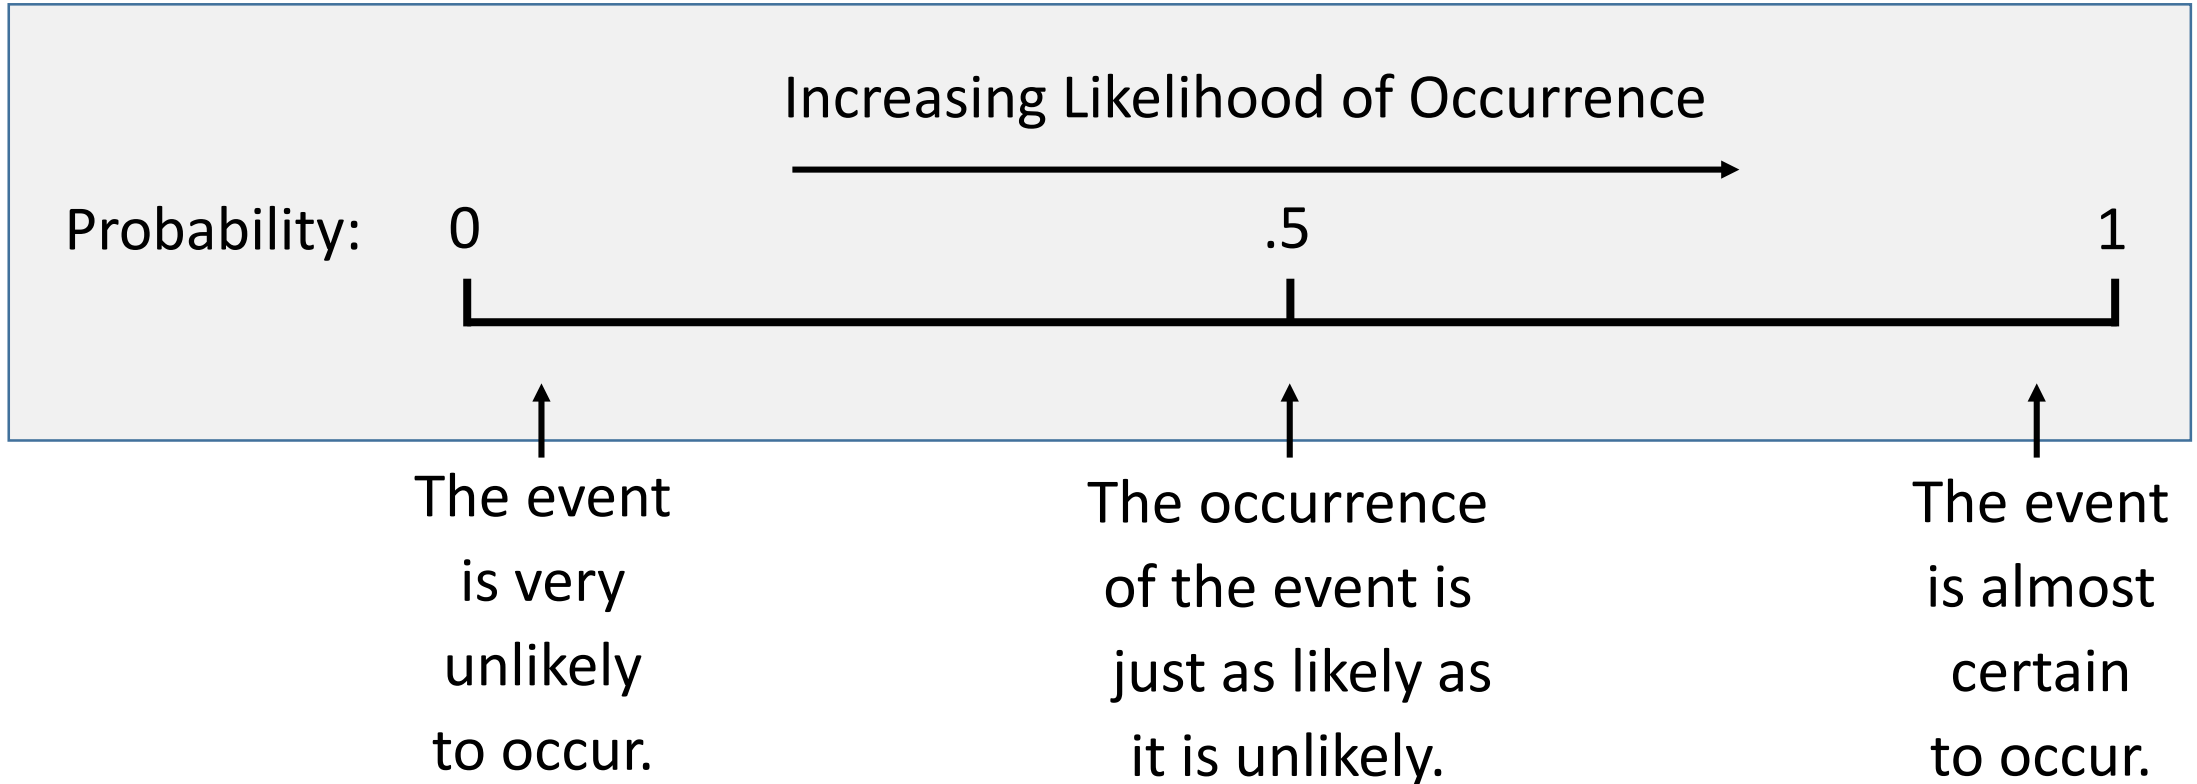 Increasing Likelihood of Occurrence
Probability: 0 .5 1
The event
is very
unlikely
to occur.
The occurrence
of the event is
just as likely as
it is unlikely.
The event
is almost
certain
to occur.